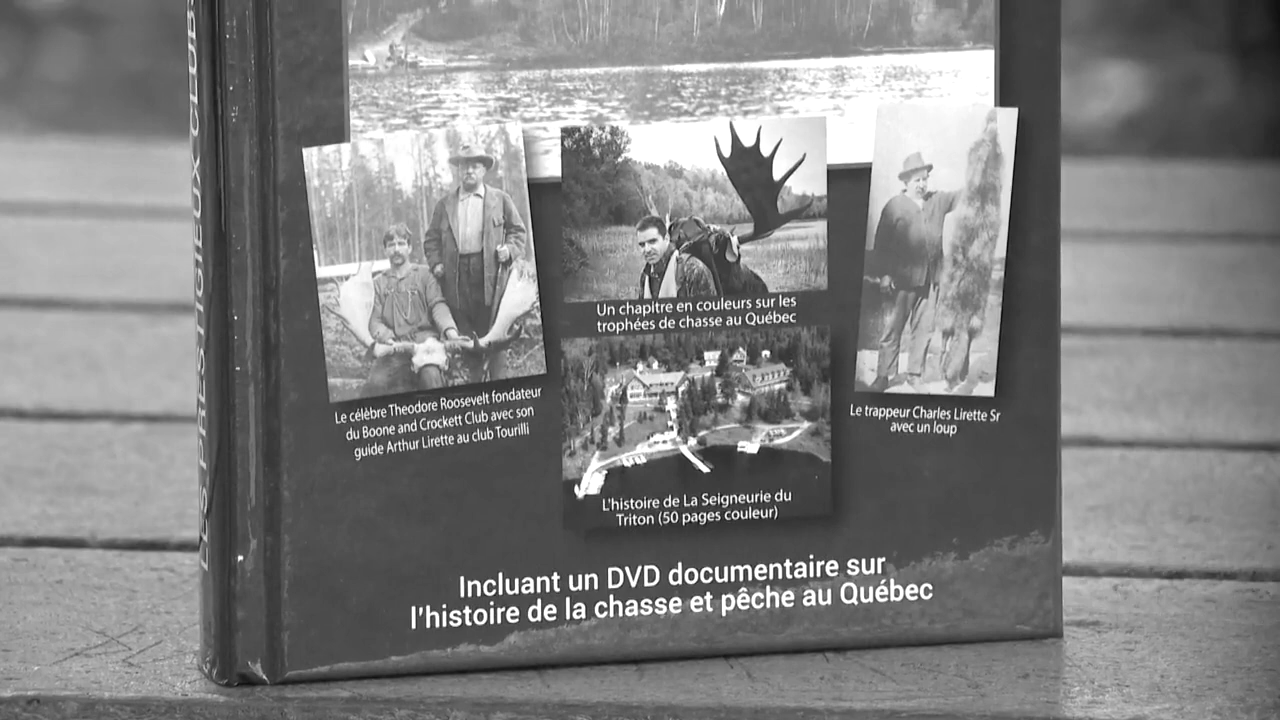 LES PRESTIGIEUX CLUBS
Un chapitre en couleurs sur les
trophées de chasse au Québec
Le célèbre Theodore Roosevelt fondateur
du Boone and Crockett Club avec son
guide Arthur Lirette au club Tourilli
Le trappeur Charles Lirette Sr
avec un loup
L'histoire de La Seigneurie du
Triton (50 pages couleur)
Incluant un DVD documentaire sur
l'histoire de la chasse et pêche au Québec